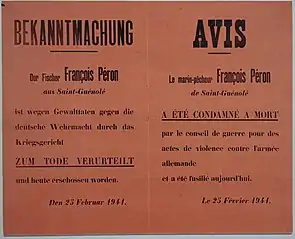 BEKANNTMACHUNG
Der Fischer François Péron
aus Saint-Guénolé
ist wegen Gewalttaten gegen die
deutsche Wehrmacht durch das
Kriegsgericht
ZUM TODE VERURTEILT
und heute erschossen worden.
Den 25 Februar 1941.
AVIS
Le marin-pêcheur François Péron
de Saint-Guénolé
A ÉTÉ CONDAMNÉ A MORT
par le conseil de guerre pour des
actes de violence contre l'armée
allemande
et a été fusillé aujourd'hui.
Le 25 Février 1941.